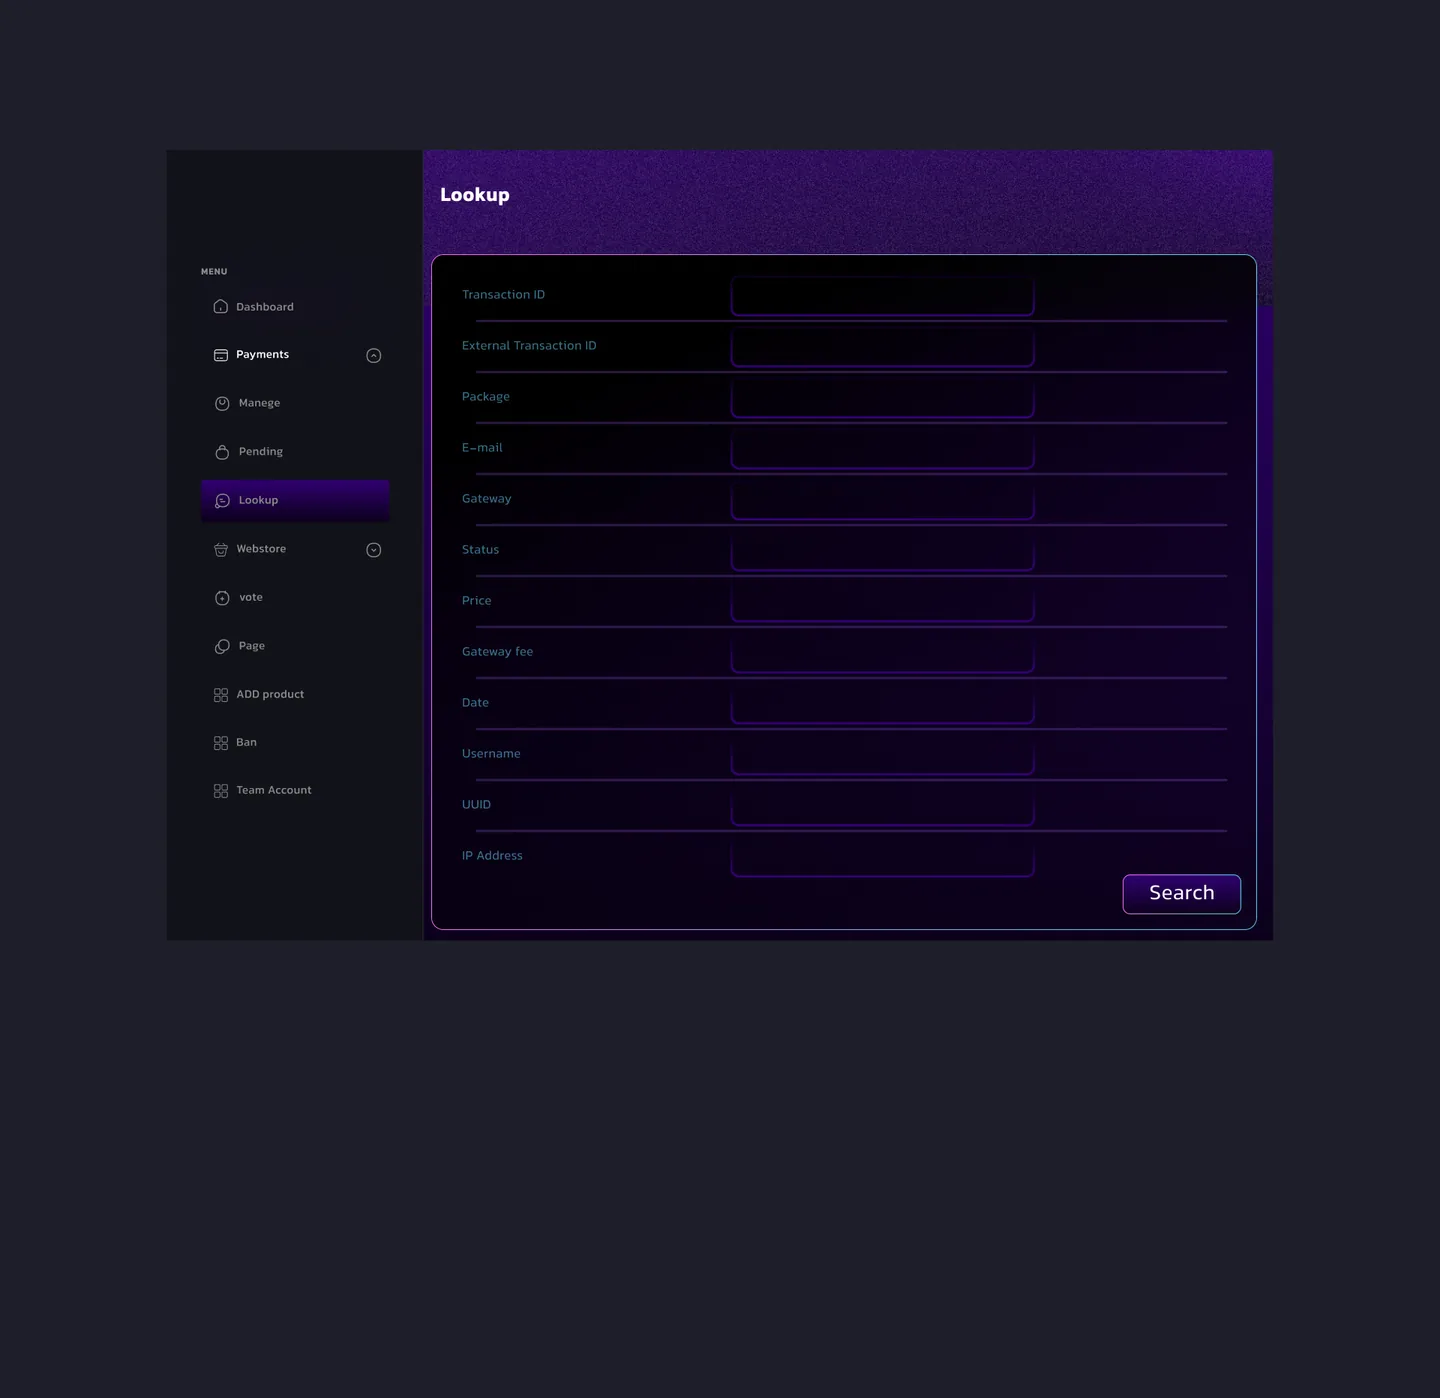 Lookup
MENU
Dashboard
Payments
Manege
Pending
Lookup
Webstore
vote
Page
ADD product
Ban
Team Account
Transaction ID
External Transaction ID
Package
E-mail
Gateway
Status
Price
Gateway fee
Date
Username
UUID
IP Address
Search